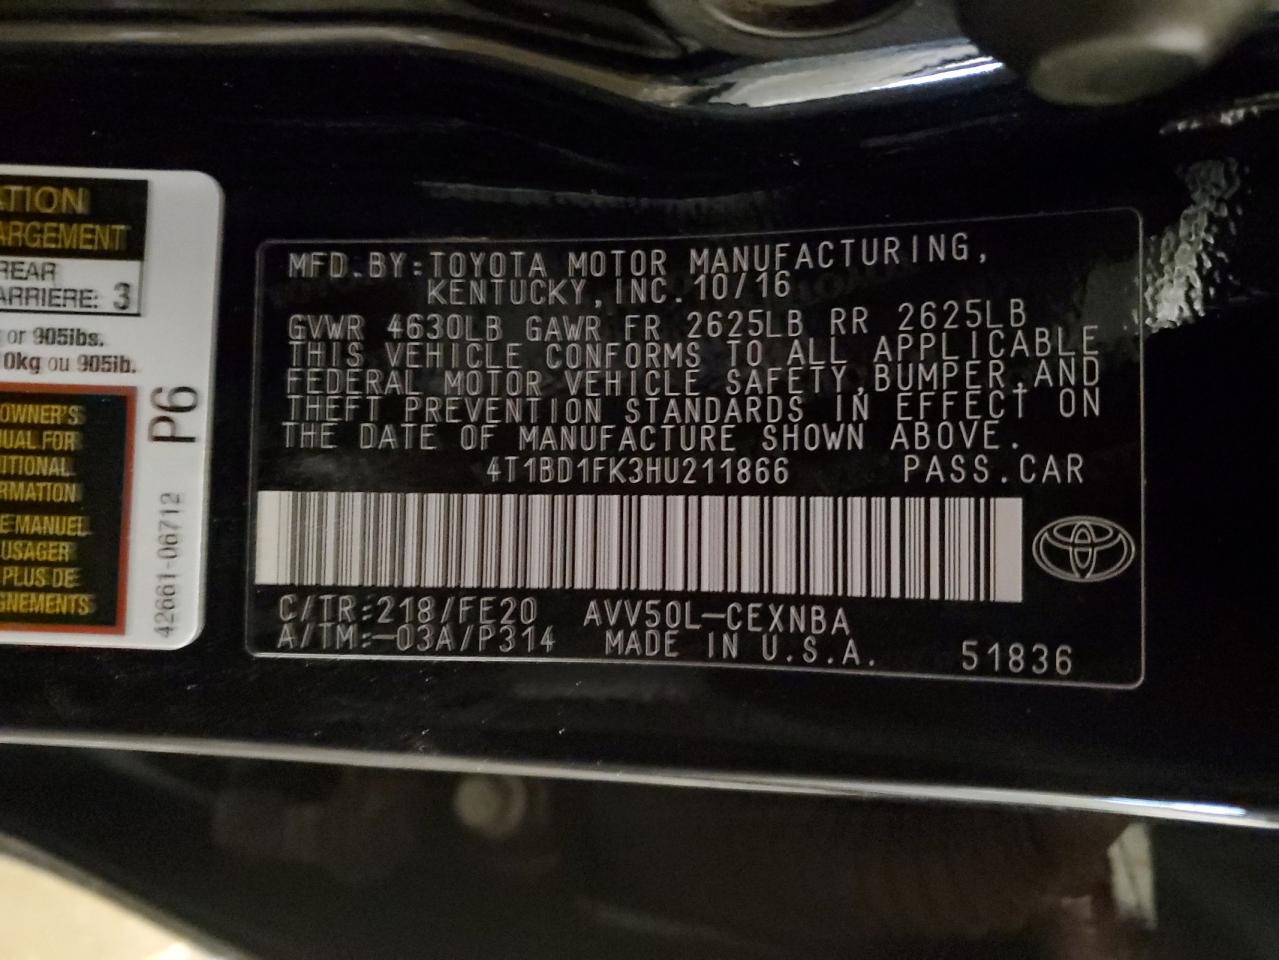 ATION
ARGEMENT
REAR
ARRIERE: 3
or 905lbs.
0kg ou 905ib.
OWNER'S
UAL FOR
ITIONAL
RMATION
E MANUEL
USAGER
PLUS DE
GNEMENTS
P6
42661-06712
MFD.BY:TOYOTA MOTOR MANUFACTURING,
KENTUCKY,INC.10/16
GVWR 4630LB GAWR FR 2625LB RR 2625LB
THIS VEHICLE CONFORMS TO ALL APPLICABLE
FEDERAL MOTOR VEHICLE SAFETY,BUMPER,AND
THEFT PREVENTION STANDARDS IN EFFECT ON
THE DATE OF MANUFACTURE SHOWN ABOVE.
4T1BD1FK3HU211866 PASS.CAR
C/TR:218/FE20 AVV50L-CEXNBA
A/TM:-03A/P314 MADE IN U.S.A. 51836